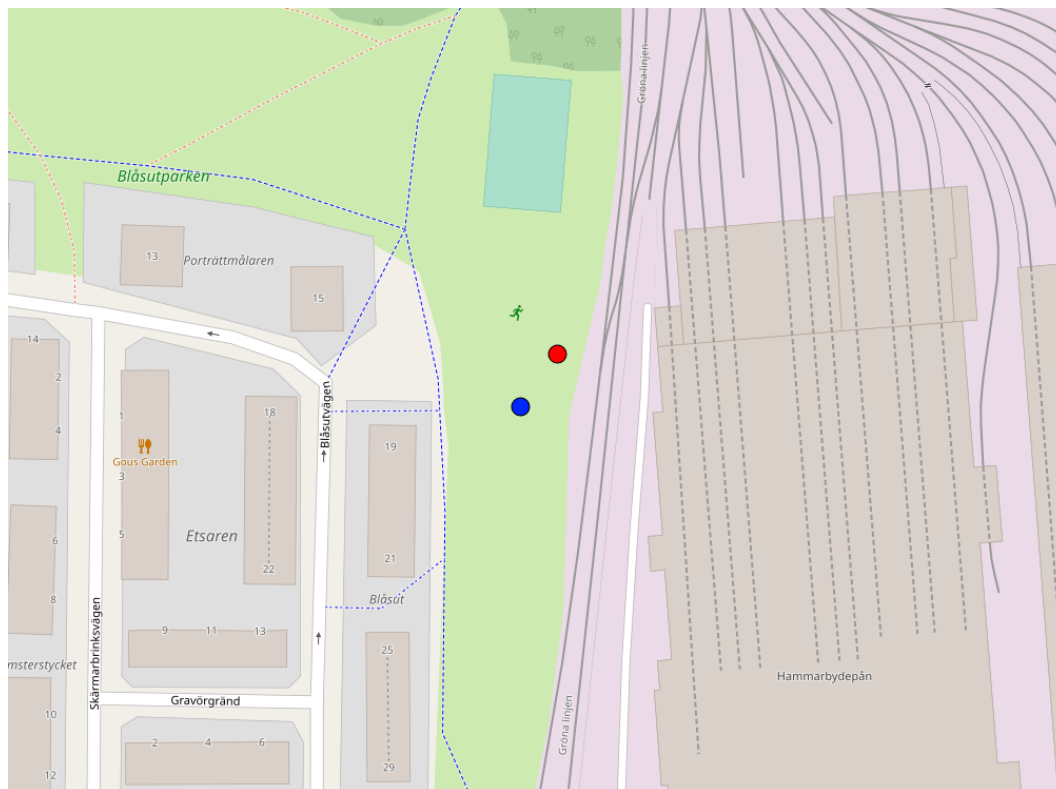 Gröna linjen
Blåsutparken
13
Porträttmålaren
15
14
2
1
18
4
19
Blåsutvägen
Gous Garden
3
5
Etsaren
6
21
22
8
Blåsut
9
11
13
25
Skärmarbrinksvägen
msterstycket
Hammarbydepån
Gravörgränd
10
Gröna linjen
2
4
6
29
12